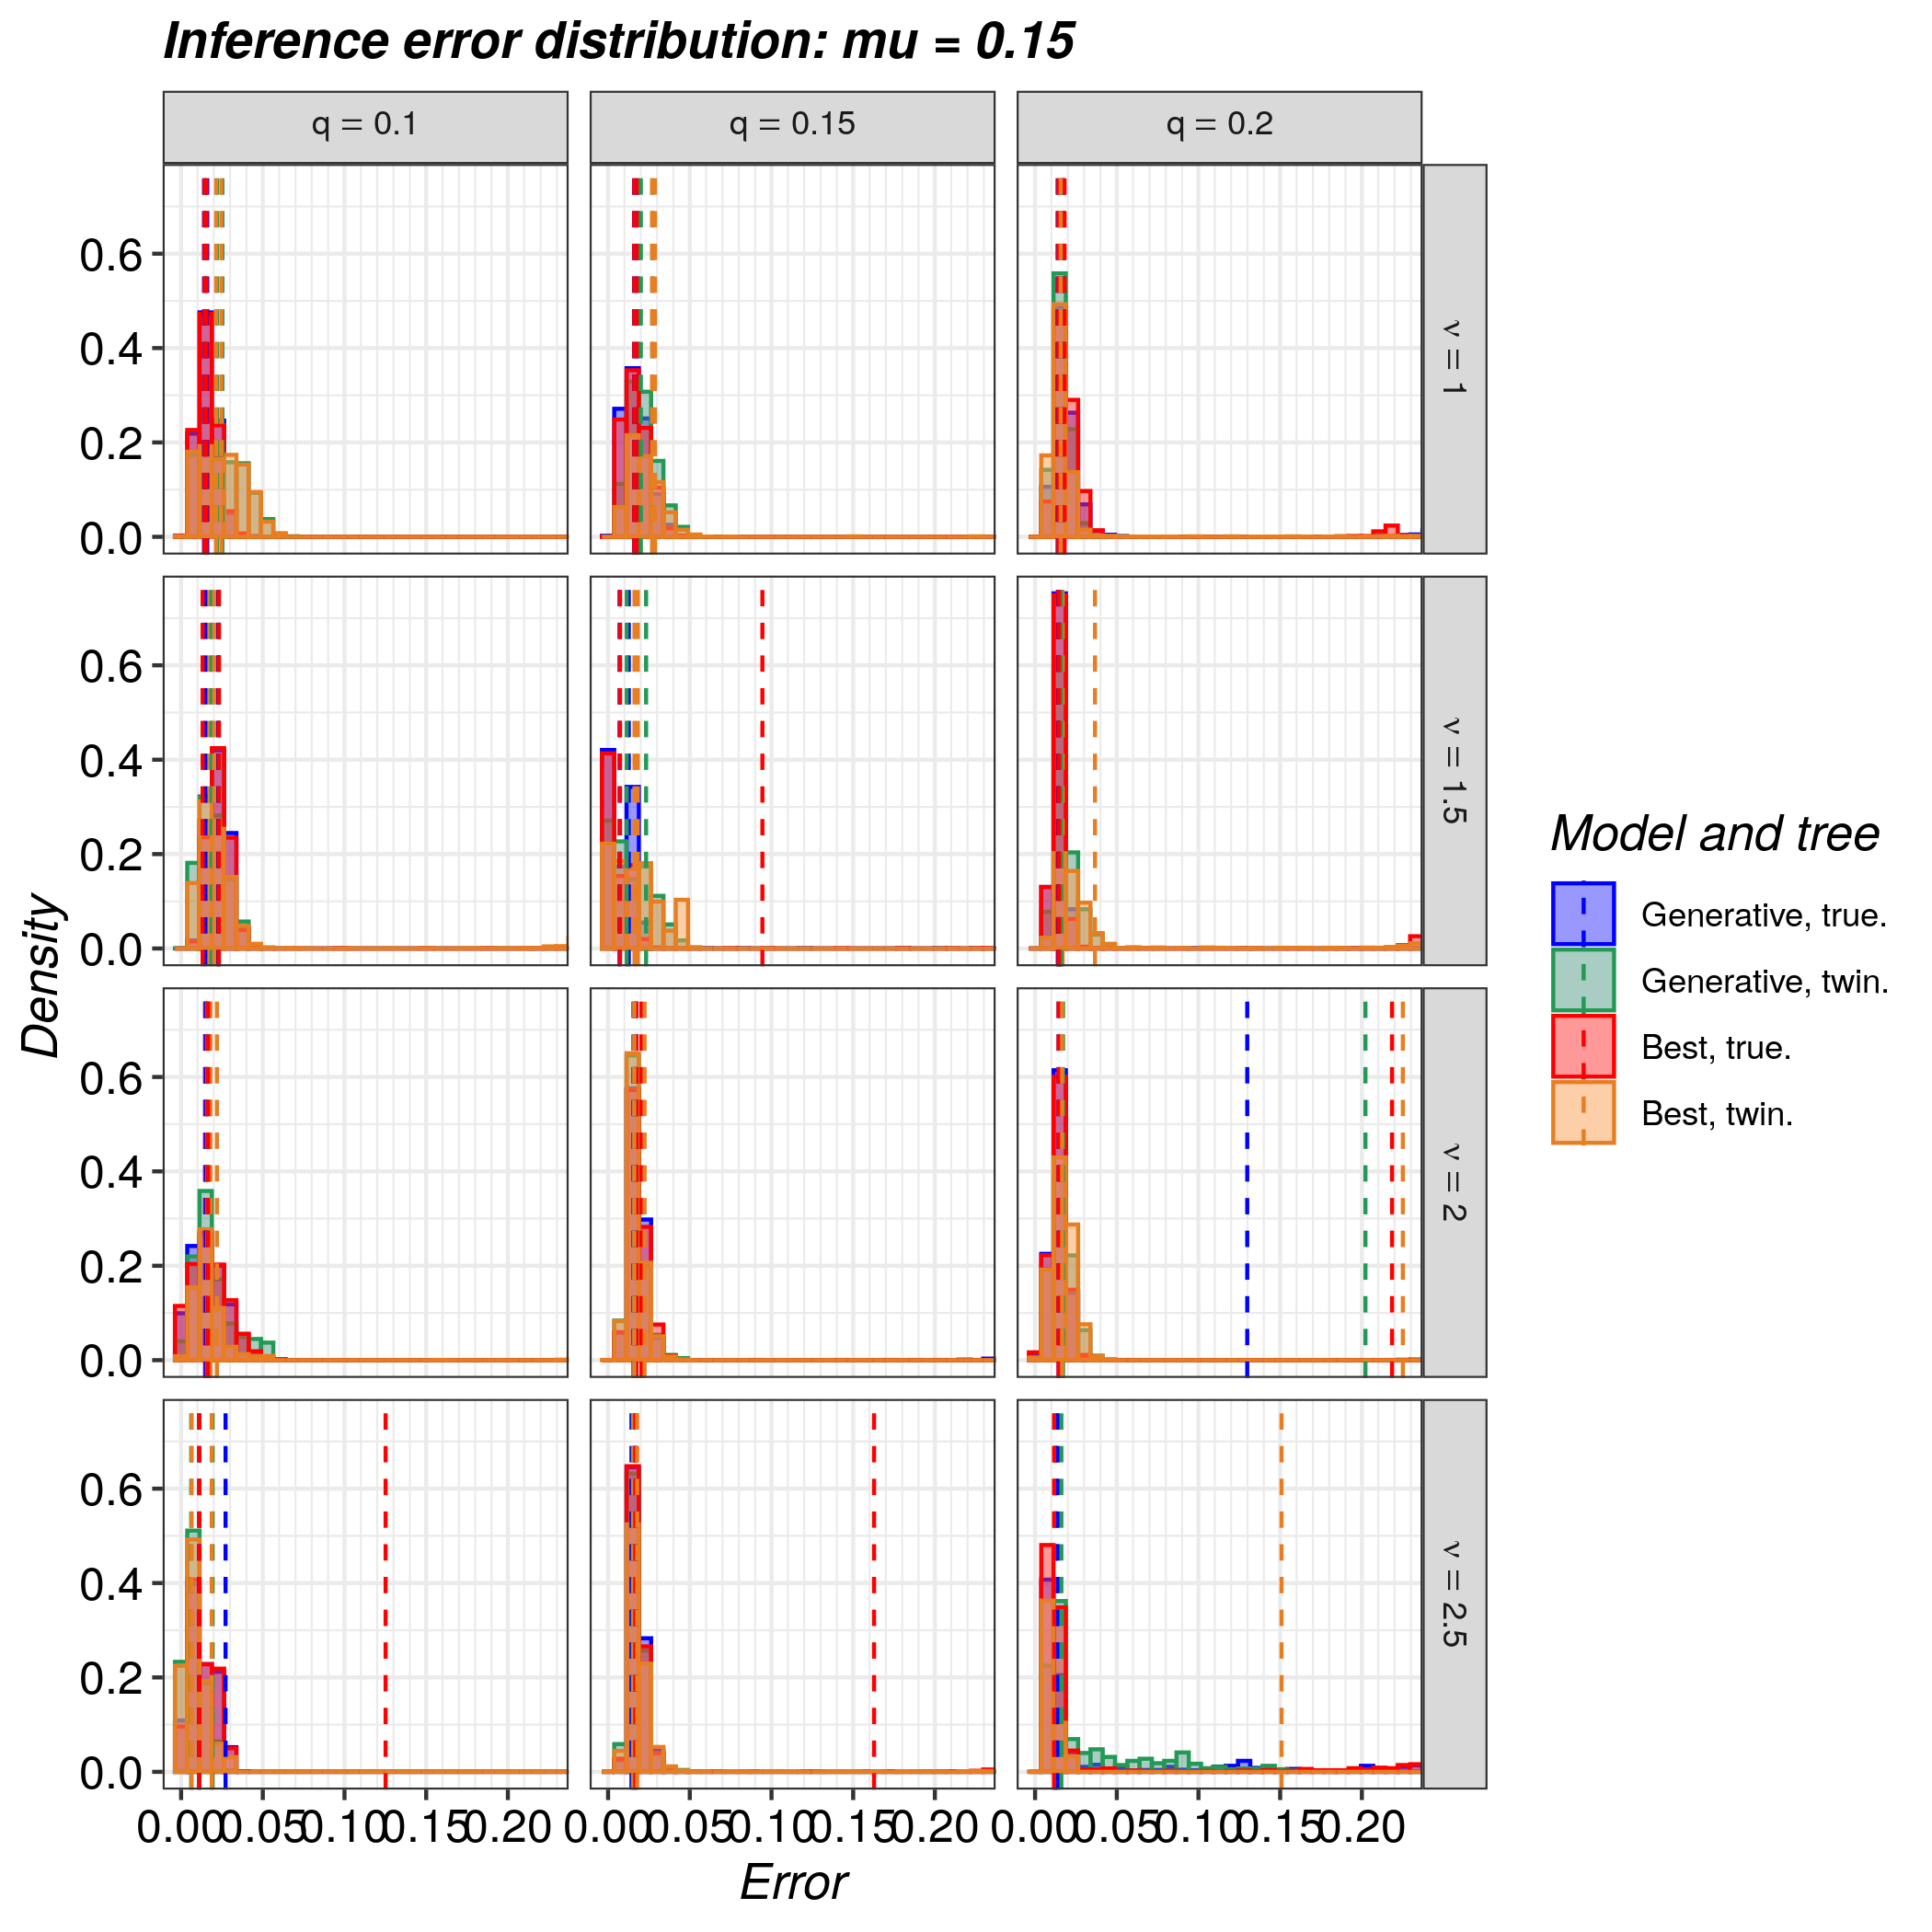 Inference error distribution: mu = 0.15
q = 0.1
q = 0.15
q = 0.2
0.6
0.4
0.2
0.0
ν = 1
0.6
0.4
0.2
0.0
ν = 1.5
0.6
0.4
0.2
0.0
ν = 2
0.6
0.4
0.2
0.0
ν = 2.5
Density
0.00 0.05 0.10 0.15 0.20 0.00 0.05 0.10 0.15 0.20 0.00 0.05 0.10 0.15 0.20
Error
Model and tree
Generative, true.
Generative, twin.
Best, true.
Best, twin.